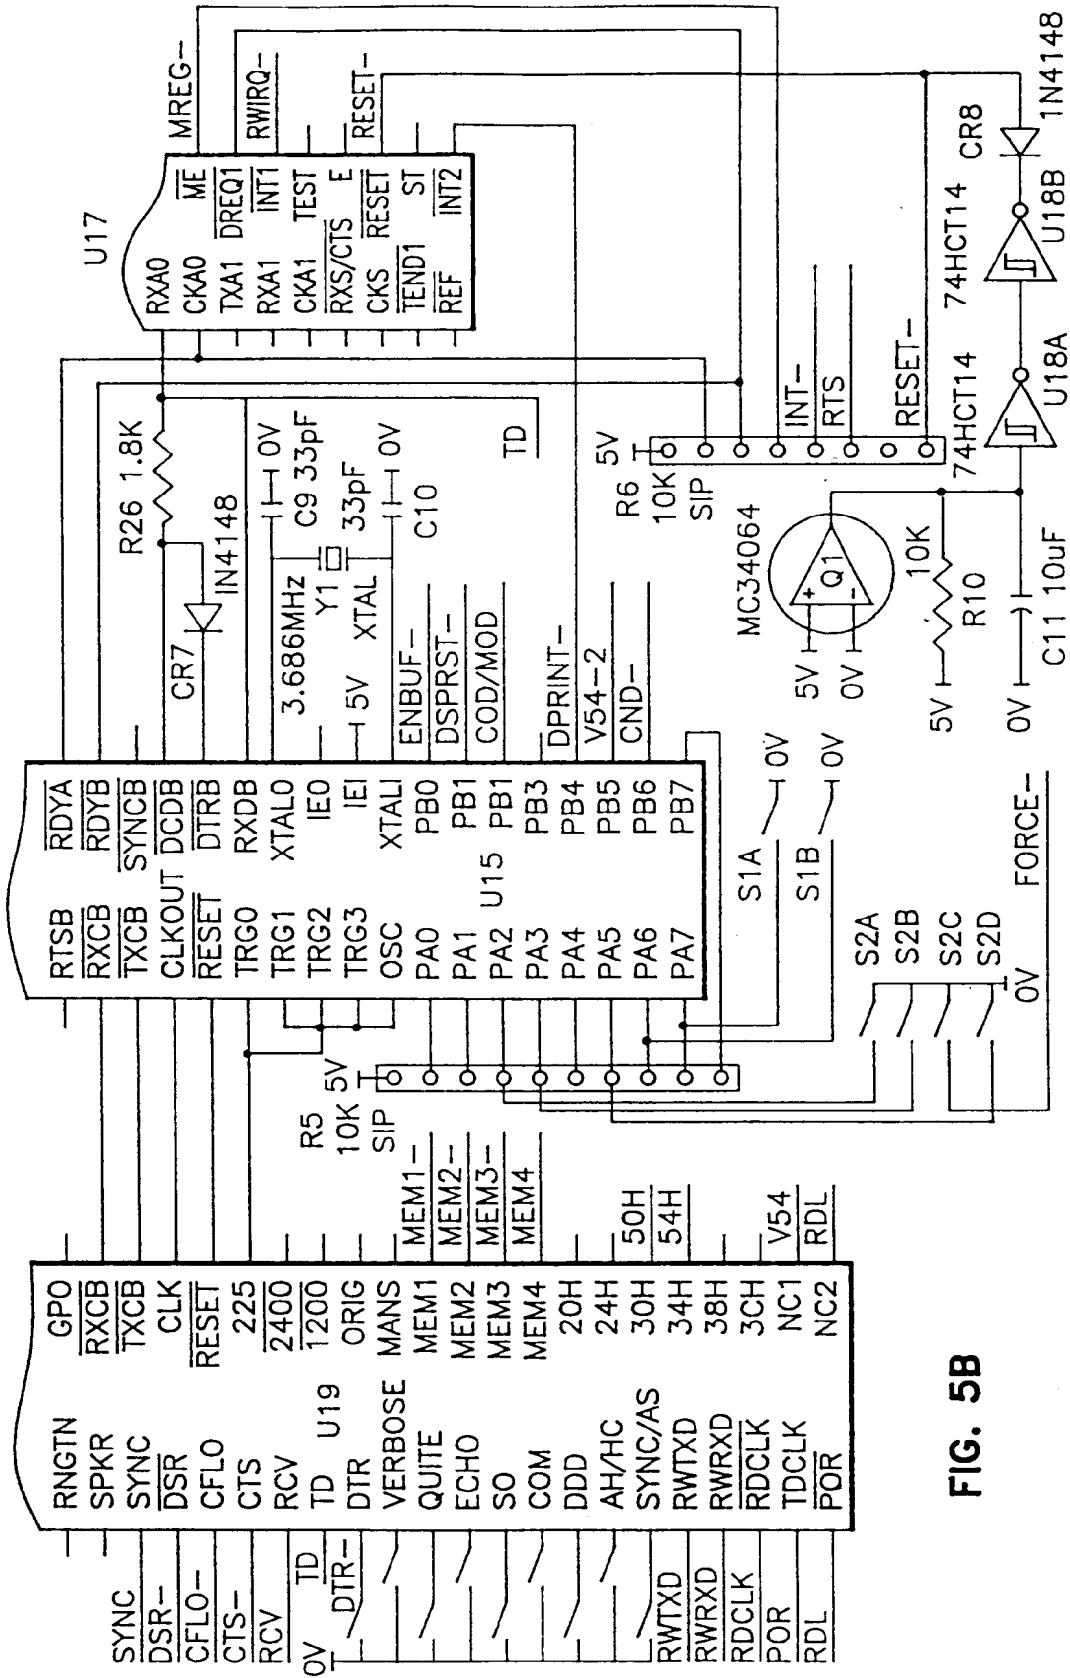 RNGTN
SPKR
SYNC
DSR
CFLO
CTS
RCV
TD
DTR
VERBOSE
QUITE
ECHO
SO
COM
DDD
AH/HC
SYNC/AS
RWTXD
RWRXD
RDCLK
TDCLK
POR
U19
GPO
RXCB
TXCB
CLK
RESET
225
2400
1200
ORIG
MANS
MEM1
MEM2
MEM3
MEM4
20H
24H
30H
34H
38H
3CH
NC1
NC2
SYNC
DSR-
CFLO-
CTS-
RCV
TD
DTR-
0V
RWTXD
RWRXD
RDCLK
POR
RDL
MEM1-
MEM2-
MEM3-
MEM4
50H
54H
V54
RDL
R5
10K
SIP
5V
RTSB
RXCB
TXCB
CLKOUT
RESET
TRG0
TRG1
TRG2
TRG3
OSC
PA0
PA1
PA2
PA3
PA4
PA5
PA6
PA7
U15
RDYA
RDYB
SYNCB
DCDB
DTRB
RXDB
XTAL0
IE0
IEI
XTALI
PB0
PB1
PB1
PB3
PB4
PB5
PB6
PB7
S2A
S2B
S2C
S2D
0V
FORCE-
S1A
0V
S1B
0V
CR7
IN4148
R26 1.8K
3.686MHz
Y1
XTAL
5V
0V
C9 33pF
33pF
0V
C10
ENBUF-
DSPRST-
COD/MOD
DPRINT-
V54-2
CND-
TD
U17
RXA0
CKA0
TXA1
RXA1
CKA1
RXS/CTS
CKS
TEND1
REF
ME
DREQ1
INT1
TEST
E
RESET
ST
INT2
MREG-
RWIRQ-
RESET-
R6
10K
SIP
5V
INT-
RTS
RESET-
MC34064
Q1
+
-
5V
0V
10K
R10
5V
0V
C11 10uF
74HCT14
U18A
74HCT14
U18B
CR8
1N4148
FIG. 5B